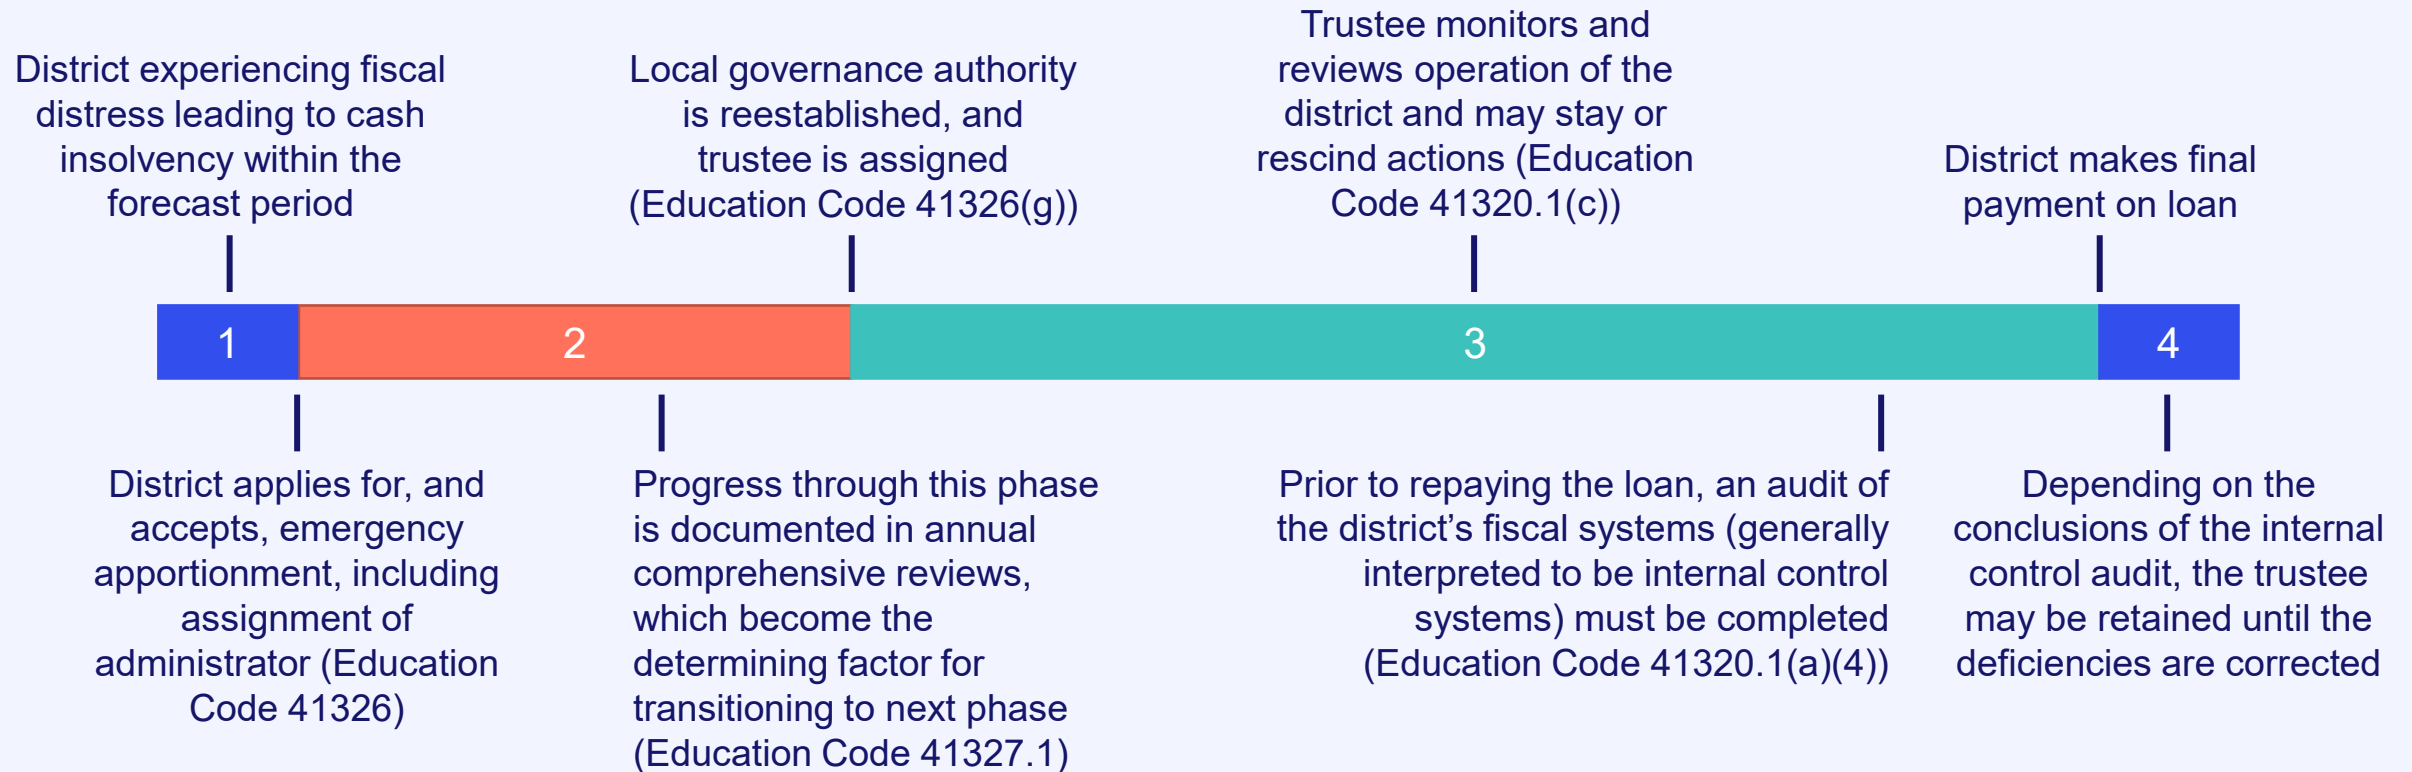 District experiencing fiscal
distress leading to cash
insolvency within the
forecast period
Local governance authority
is reestablished, and
trustee is assigned
(Education Code 41326(g))
Trustee monitors and
reviews operation of the
district and may stay or
rescind actions (Education
Code 41320.1(c))
District makes final
payment on loan
1
2
3
4
District applies for, and
accepts, emergency
apportionment, including
assignment of
administrator (Education
Code 41326)
Progress through this phase
is documented in annual
comprehensive reviews,
which become the
determining factor for
transitioning to next phase
(Education Code 41327.1)
Prior to repaying the loan, an audit of
the district’s fiscal systems (generally
interpreted to be internal control
systems) must be completed
(Education Code 41320.1(a)(4))
Depending on the
conclusions of the internal
control audit, the trustee
may be retained until the
deficiencies are corrected